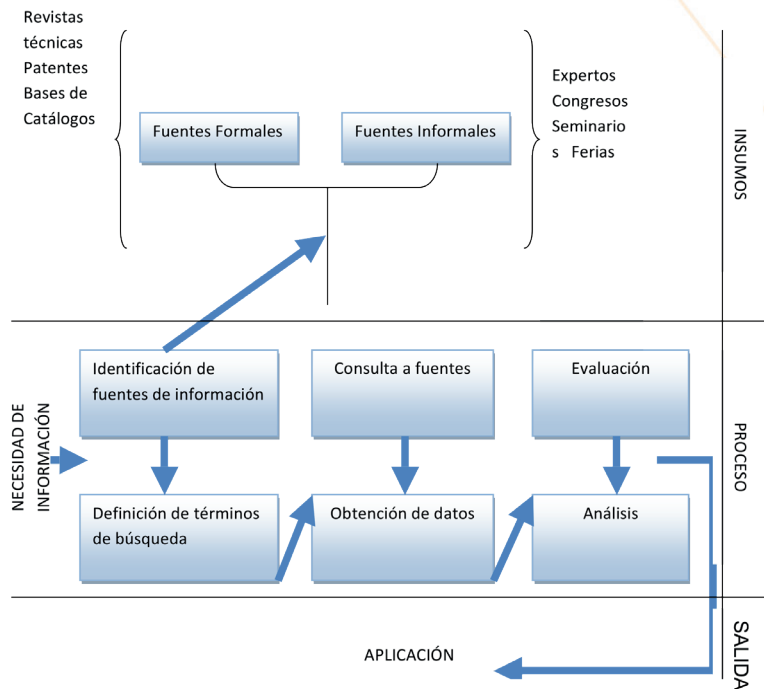 Revistas
técnicas
Patentes
Bases de
Catálogos
Fuentes Formales
Fuentes Informales
Expertos
Congresos
Seminario
s Ferias
INSUMOS
Identificación de
fuentes de información
Consulta a fuentes
Evaluación
NECESIDAD DE
INFORMACIÓN
PROCESO
Definición de términos
de búsqueda
Obtención de datos
Análisis
APLICACIÓN
SALIDA